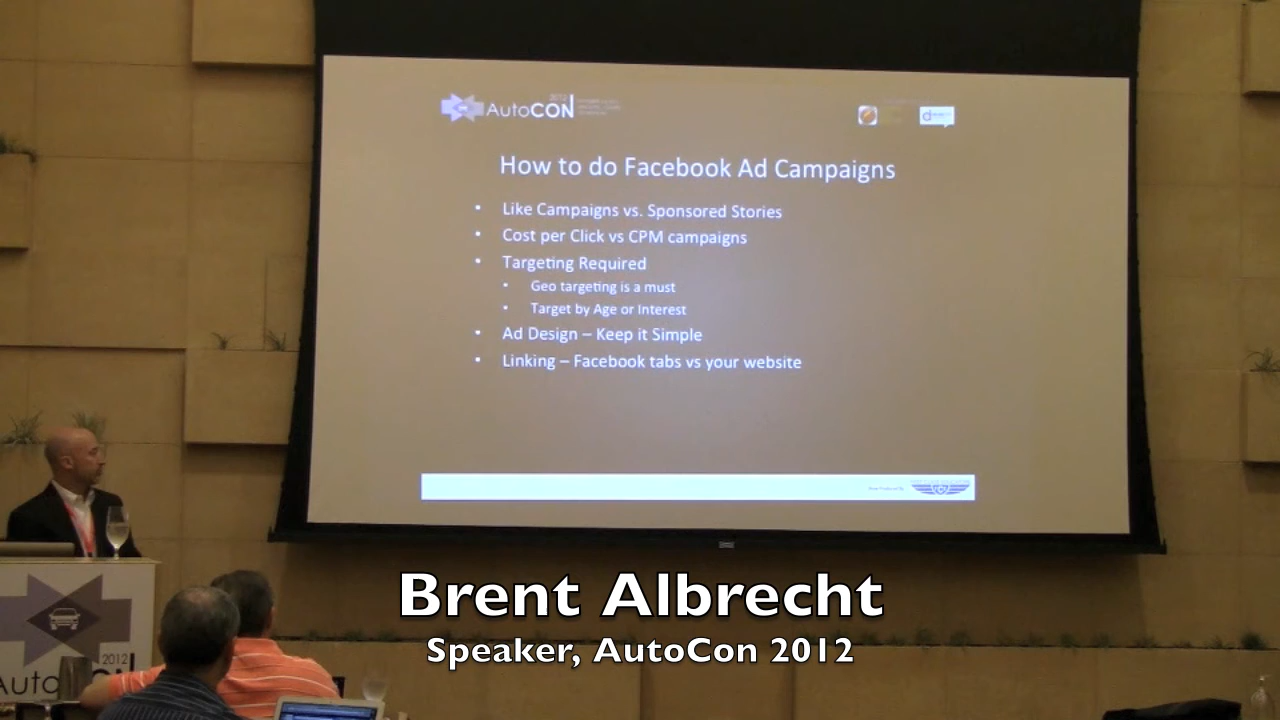 2012
AutoCON
How to do Facebook Ad Campaigns
• Like Campaigns vs. Sponsored Stories
• Cost per Click vs CPM campaigns
• Targeting Required
• Geo targeting is a must
• Target by Age or Interest
• Ad Design – Keep it Simple
• Linking – Facebook tabs vs your website
Brent Albrecht
Speaker, AutoCon 2012
2012